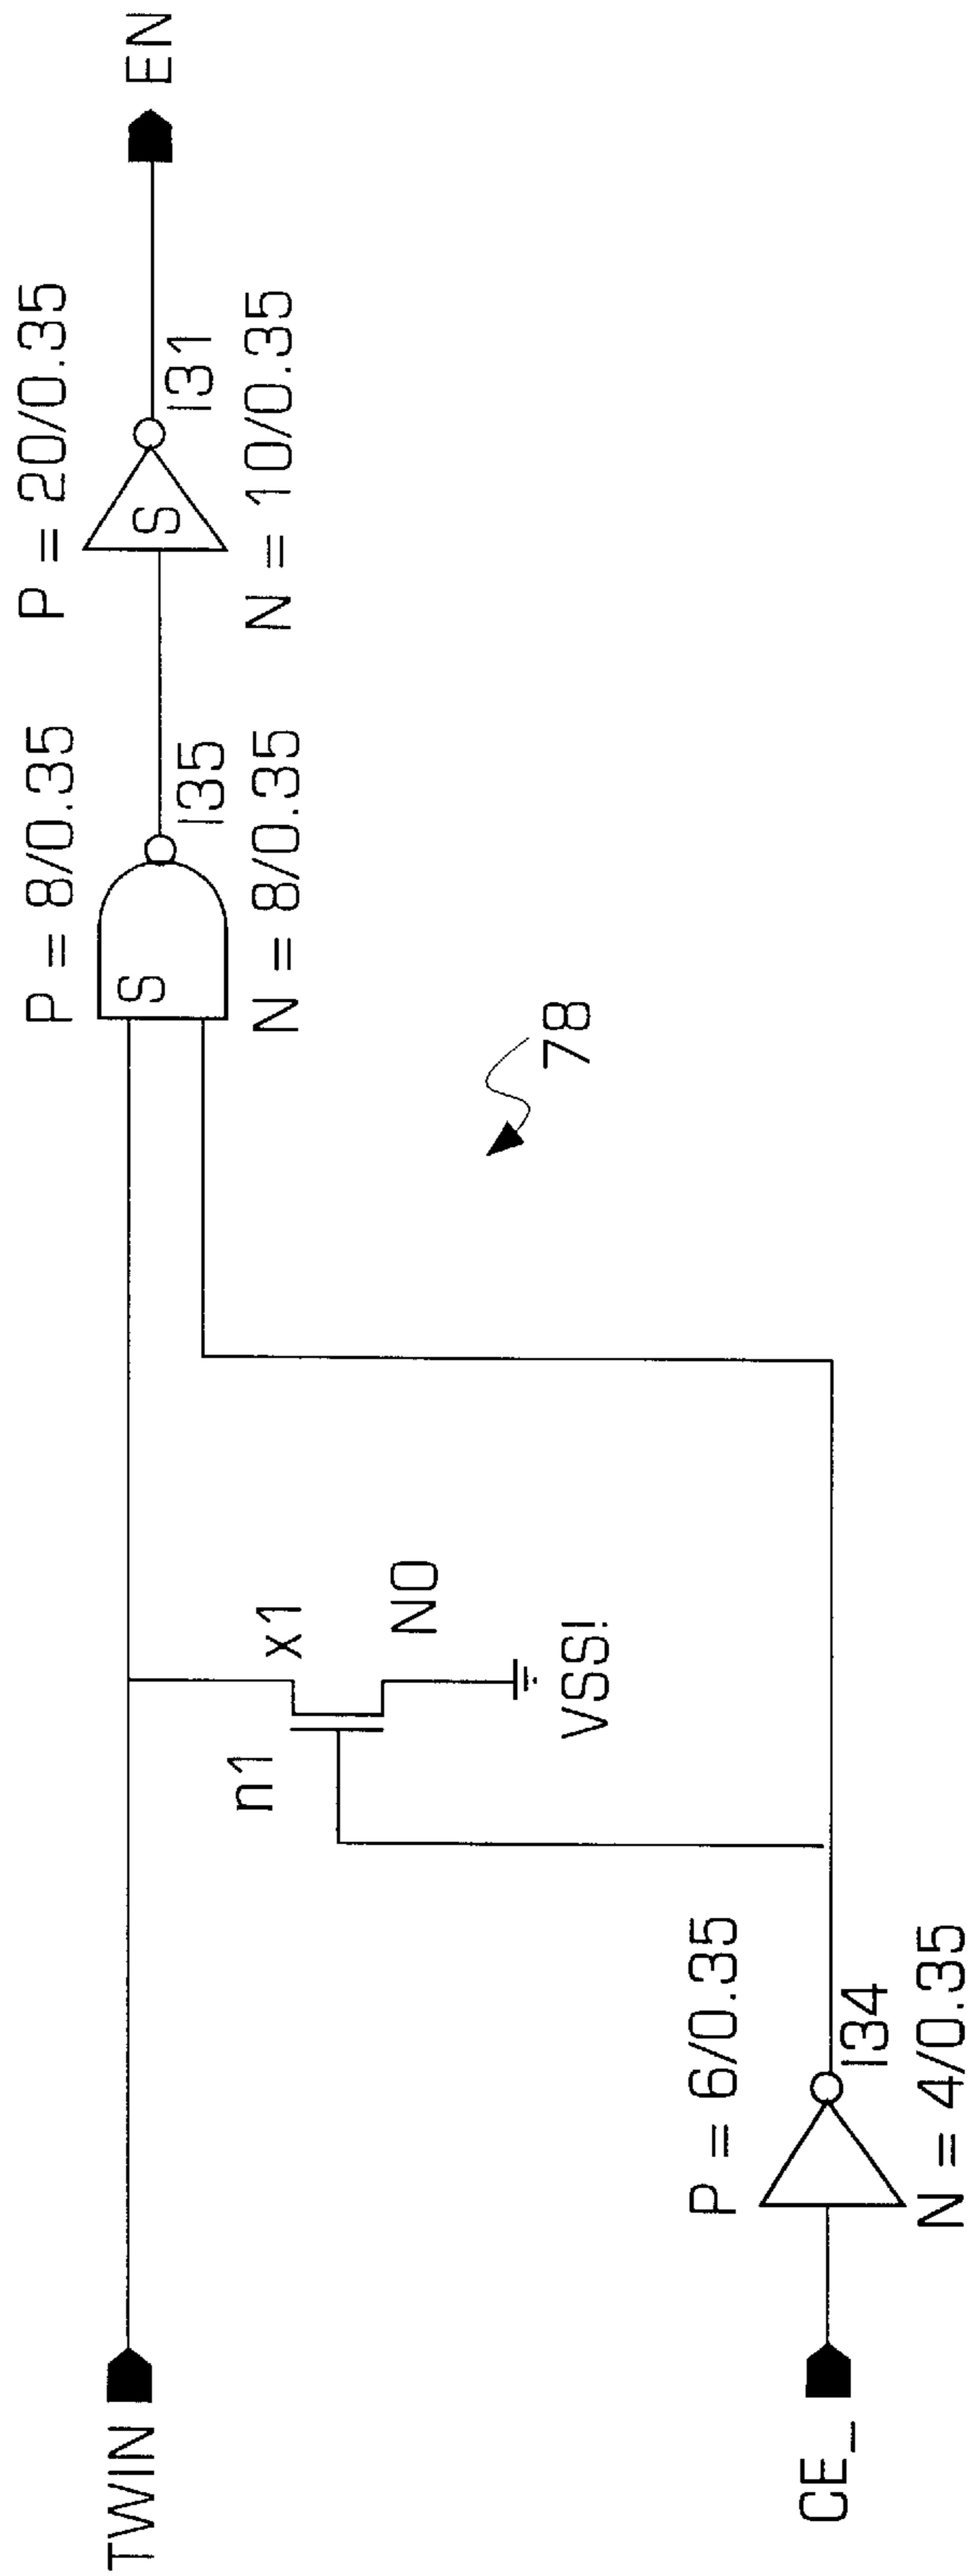 TWIN
n1
x1
N0
VSS!
CE_
P = 6/0.35
I34
N = 4/0.35
78
P = 8/0.35
S
I35
N = 8/0.35
P = 20/0.35
S
I31
N = 10/0.35
EN